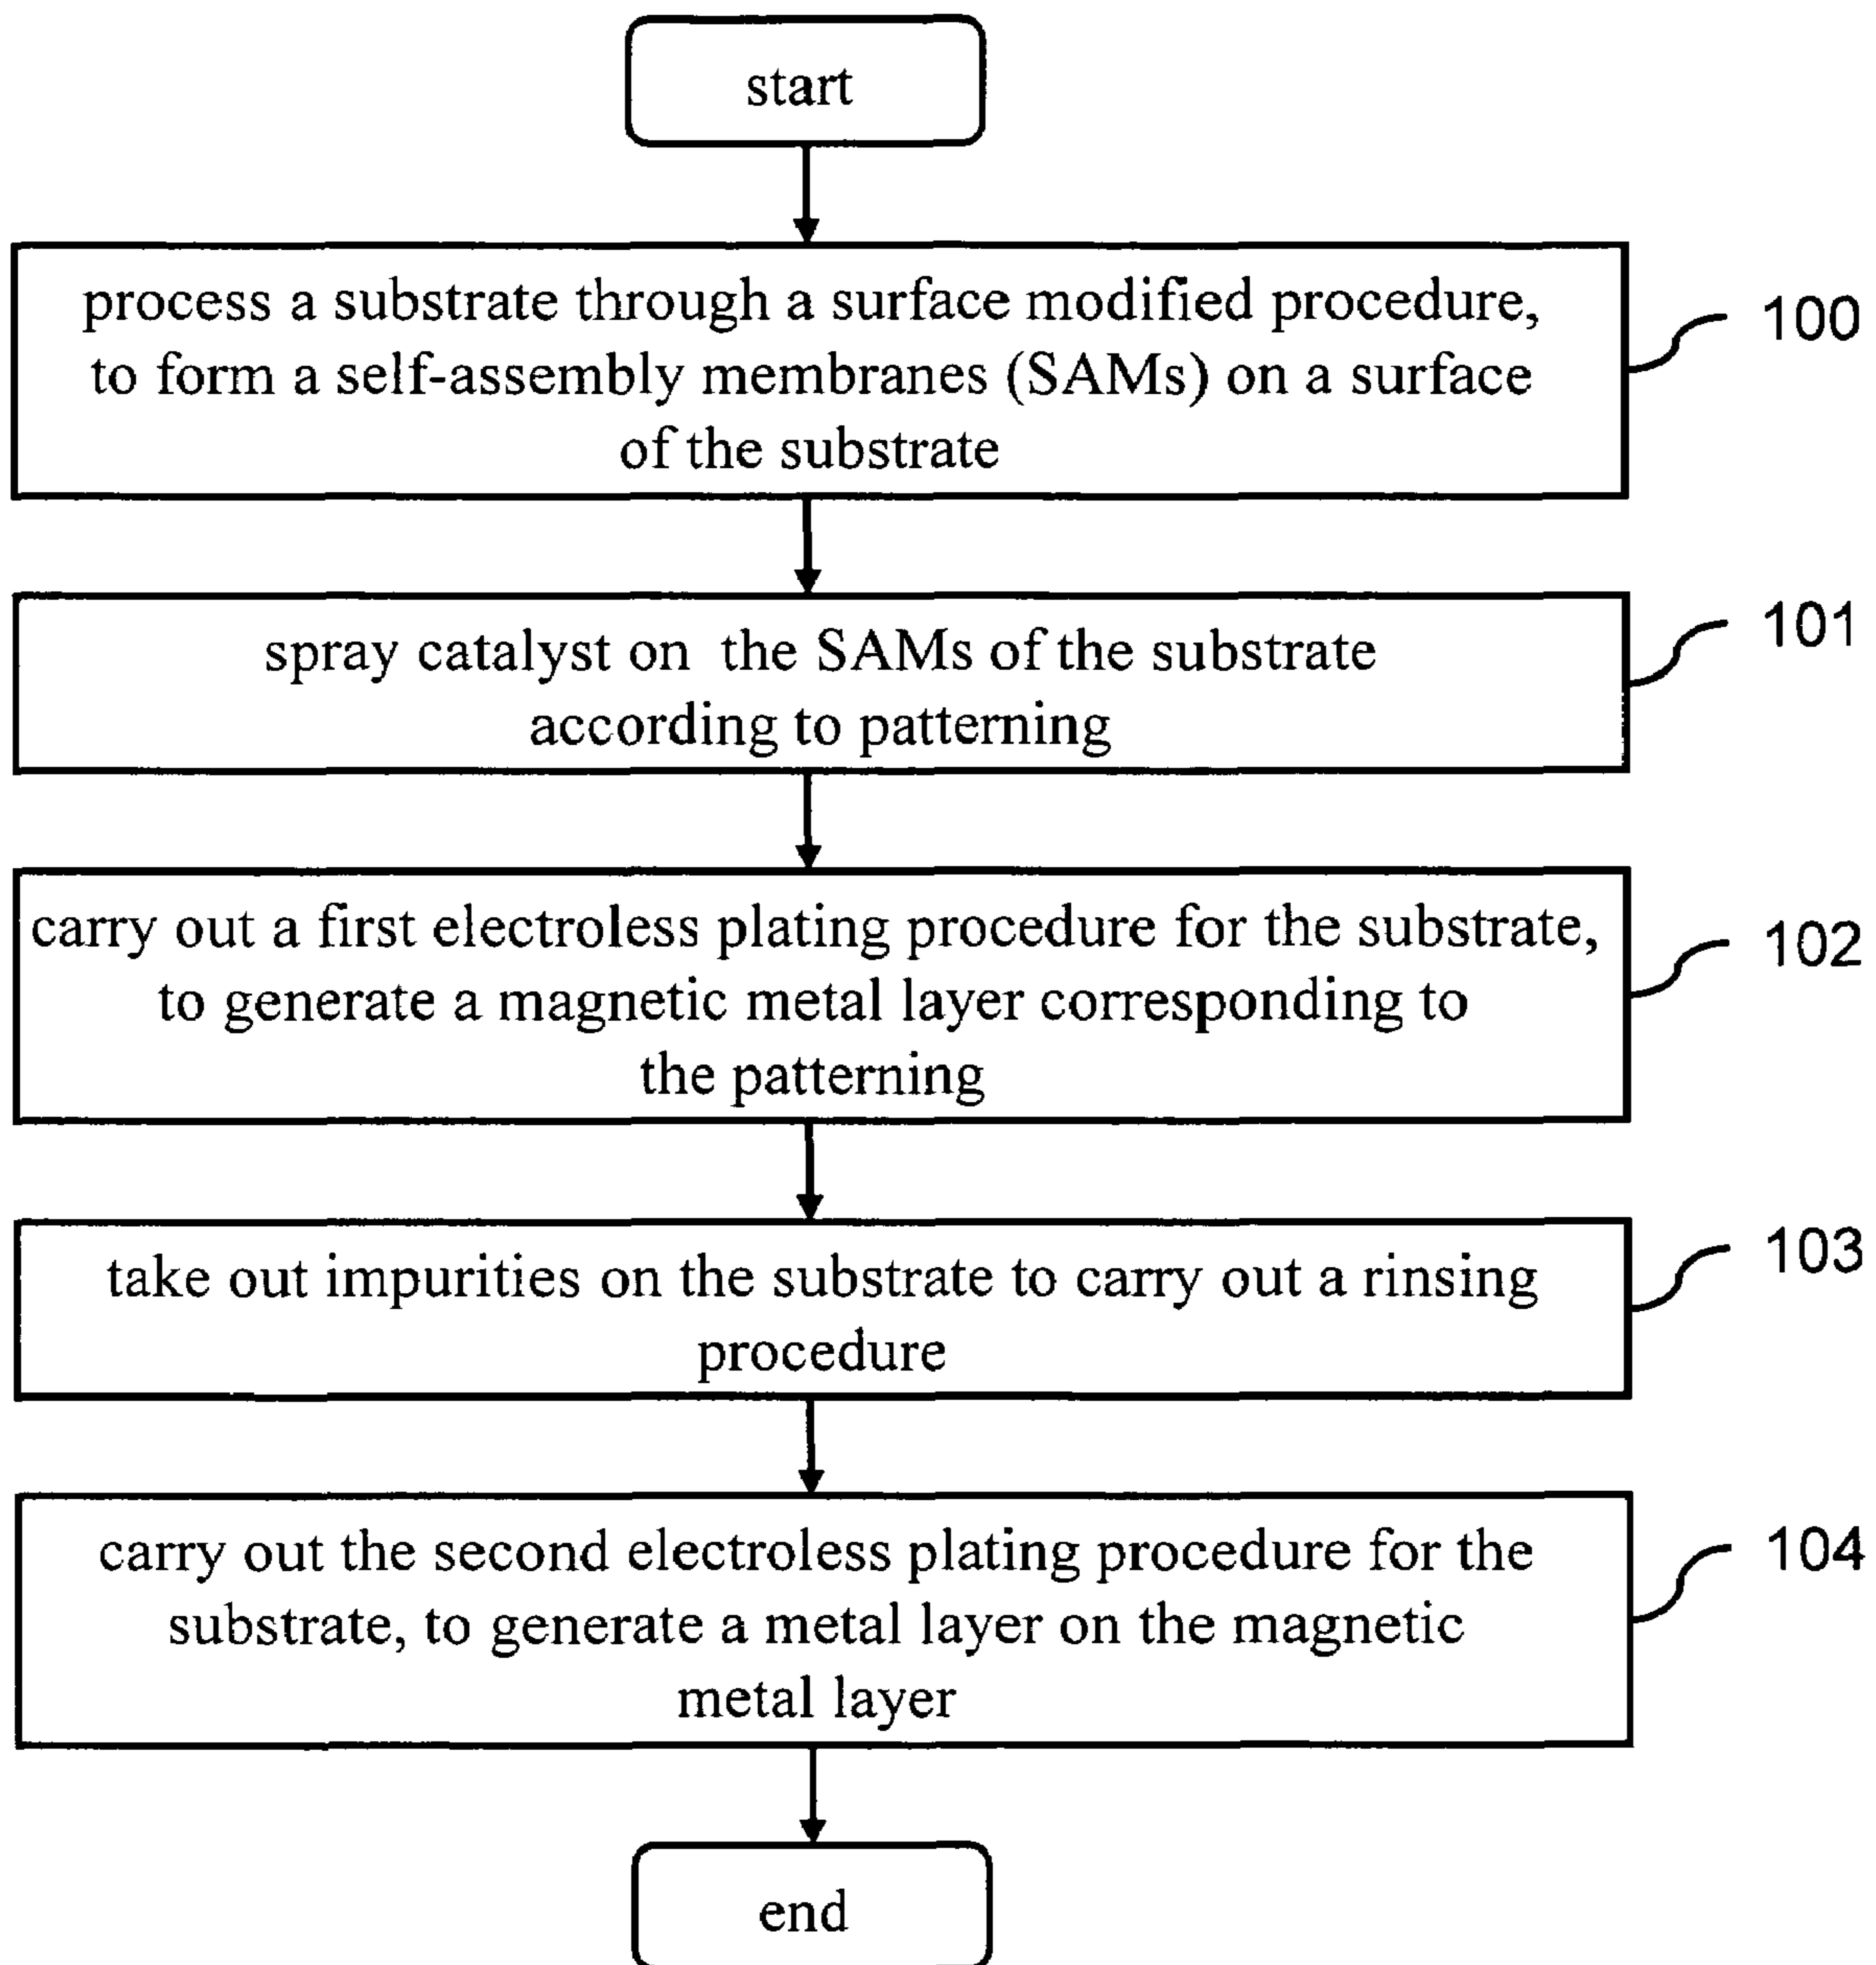 start
process a substrate through a surface modified procedure,
to form a self-assembly membranes (SAMs) on a surface
of the substrate
100
spray catalyst on the SAMs of the substrate
according to patterning
101
carry out a first electroless plating procedure for the substrate,
to generate a magnetic metal layer corresponding to
the patterning
102
take out impurities on the substrate to carry out a rinsing
procedure
103
carry out the second electroless plating procedure for the
substrate, to generate a metal layer on the magnetic
metal layer
104
end